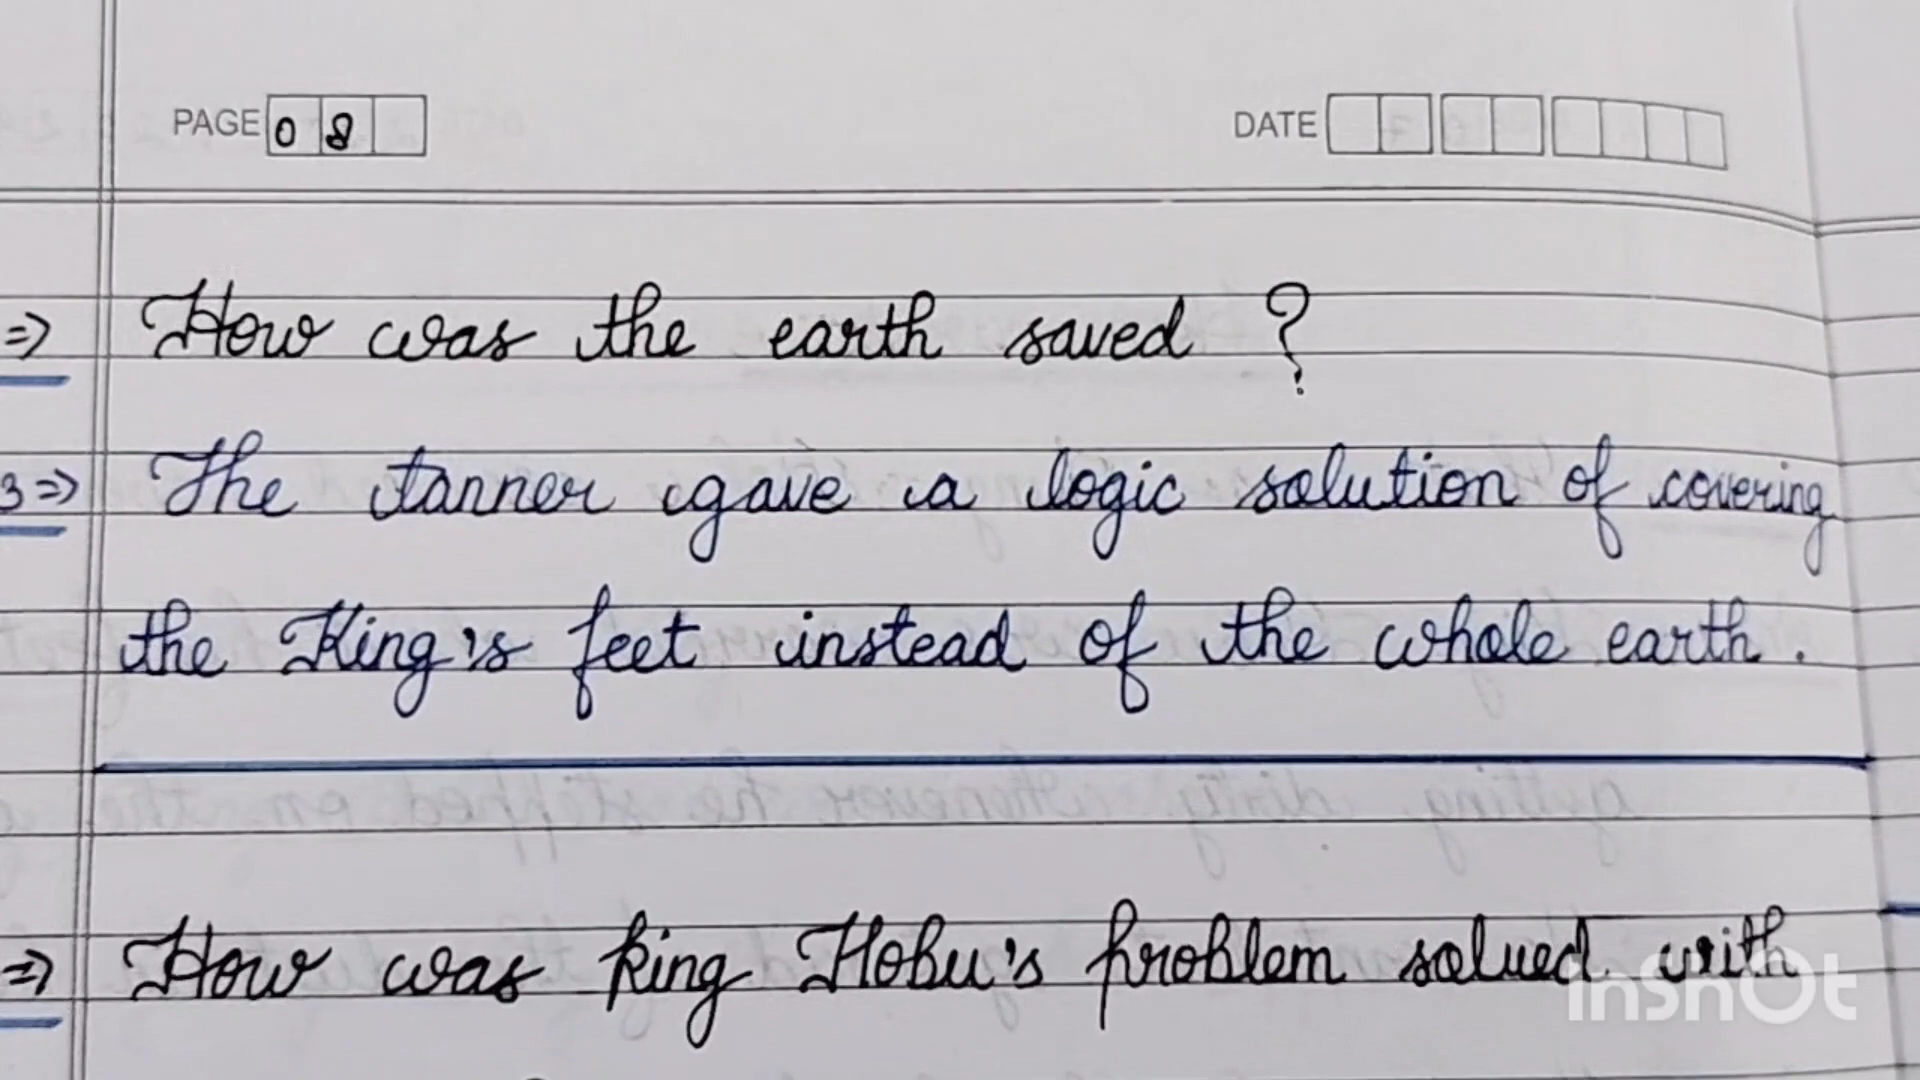 PAGE 08 DATE
=> How was the earth saved ?
3 => The tanner gave a logic solution of covering
the King's feet instead of the whole earth .
=> How was king Hobu's problem solved with
InShOt